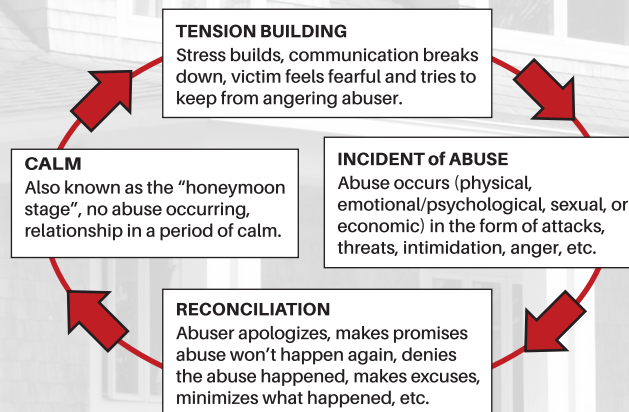 TENSION BUILDING
Stress builds, communication breaks
down, victim feels fearful and tries to
keep from angering abuser.
INCIDENT of ABUSE
Abuse occurs (physical,
emotional/psychological, sexual, or
economic) in the form of attacks,
threats, intimidation, anger, etc.
RECONCILIATION
Abuser apologizes, makes promises
abuse won’t happen again, denies
the abuse happened, makes excuses,
minimizes what happened, etc.
CALM
Also known as the “honeymoon
stage”, no abuse occurring,
relationship in a period of calm.